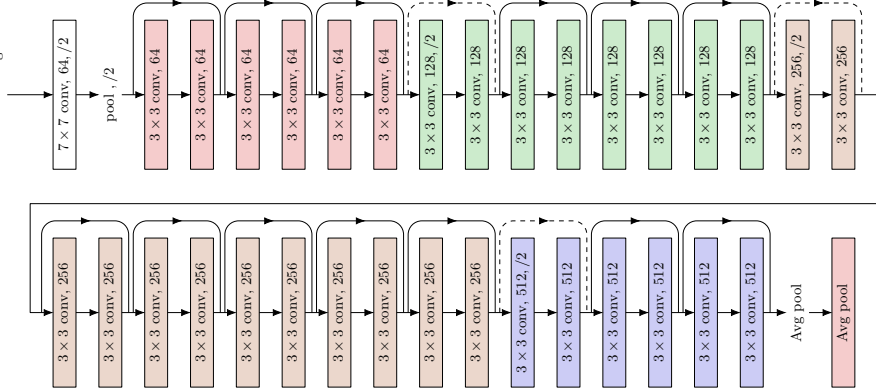 7 × 7 conv, 64, /2
pool , /2
3 × 3 conv, 64
3 × 3 conv, 64
3 × 3 conv, 64
3 × 3 conv, 64
3 × 3 conv, 64
3 × 3 conv, 64
3 × 3 conv, 128, /2
3 × 3 conv, 128
3 × 3 conv, 128
3 × 3 conv, 128
3 × 3 conv, 128
3 × 3 conv, 128
3 × 3 conv, 128
3 × 3 conv, 128
3 × 3 conv, 256, /2
3 × 3 conv, 256
3 × 3 conv, 256
3 × 3 conv, 256
3 × 3 conv, 256
3 × 3 conv, 256
3 × 3 conv, 256
3 × 3 conv, 256
3 × 3 conv, 256
3 × 3 conv, 256
3 × 3 conv, 256
3 × 3 conv, 256
3 × 3 conv, 512, /2
3 × 3 conv, 512
3 × 3 conv, 512
3 × 3 conv, 512
3 × 3 conv, 512
3 × 3 conv, 512
Avg pool
Avg pool